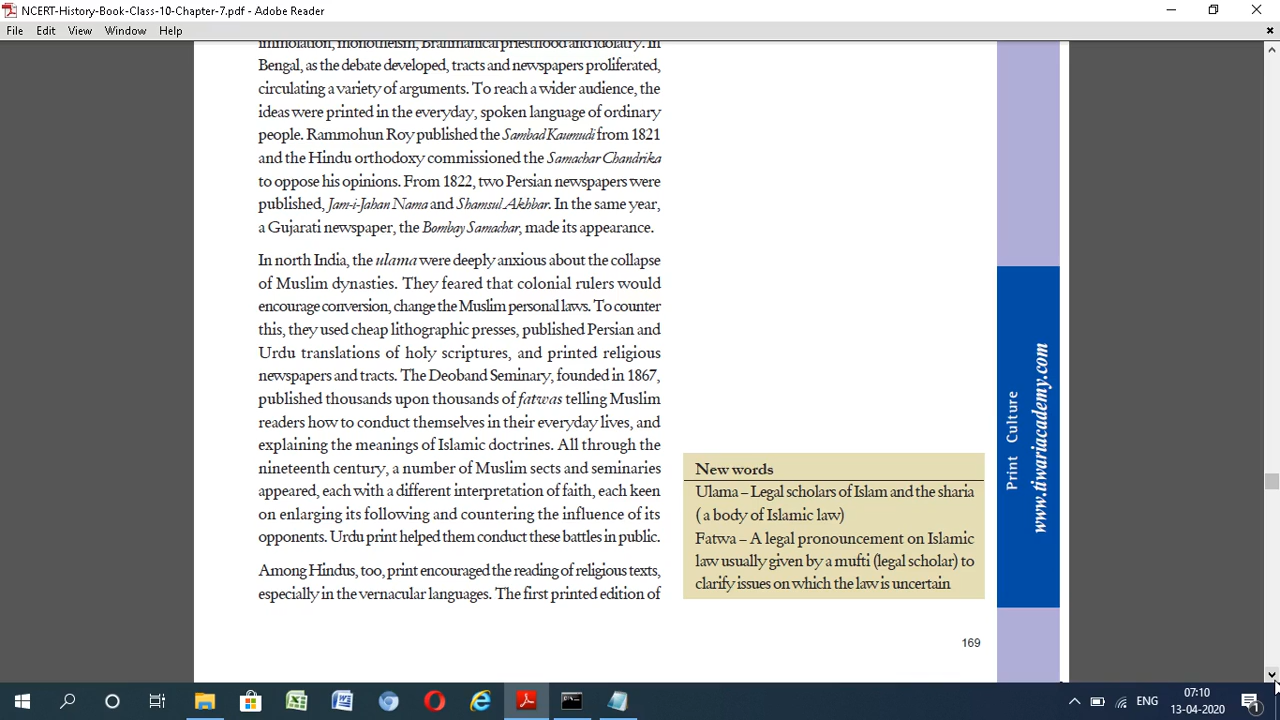 NCERT-History-Book-Class-10-Chapter-7.pdf - Adobe Reader
File Edit View Window Help
immolation, monotheism, Brahmanical priesthood and idolatry. In
Bengal, as the debate developed, tracts and newspapers proliferated,
circulating a variety of arguments. To reach a wider audience, the
ideas were printed in the everyday, spoken language of ordinary
people. Rammohun Roy published the Sambad Kaumudi from 1821
and the Hindu orthodoxy commissioned the Samachar Chandrika
to oppose his opinions. From 1822, two Persian newspapers were
published, Jam-i-Jahan Nama and Shamsul Akhbar. In the same year,
a Gujarati newspaper, the Bombay Samachar, made its appearance.
In north India, the ulama were deeply anxious about the collapse
of Muslim dynasties. They feared that colonial rulers would
encourage conversion, change the Muslim personal laws. To counter
this, they used cheap lithographic presses, published Persian and
Urdu translations of holy scriptures, and printed religious
newspapers and tracts. The Deoband Seminary, founded in 1867,
published thousands upon thousands of fatwas telling Muslim
readers how to conduct themselves in their everyday lives, and
explaining the meanings of Islamic doctrines. All through the
nineteenth century, a number of Muslim sects and seminaries
appeared, each with a different interpretation of faith, each keen
on enlarging its following and countering the influence of its
opponents. Urdu print helped them conduct these battles in public.
Among Hindus, too, print encouraged the reading of religious texts,
especially in the vernacular languages. The first printed edition of
New words
Ulama – Legal scholars of Islam and the sharia
( a body of Islamic law)
Fatwa – A legal pronouncement on Islamic
law usually given by a mufti (legal scholar) to
clarify issues on which the law is uncertain
Print Culture
www.tiwariacademy.com
169
ENG
07:10
13-04-2020
1